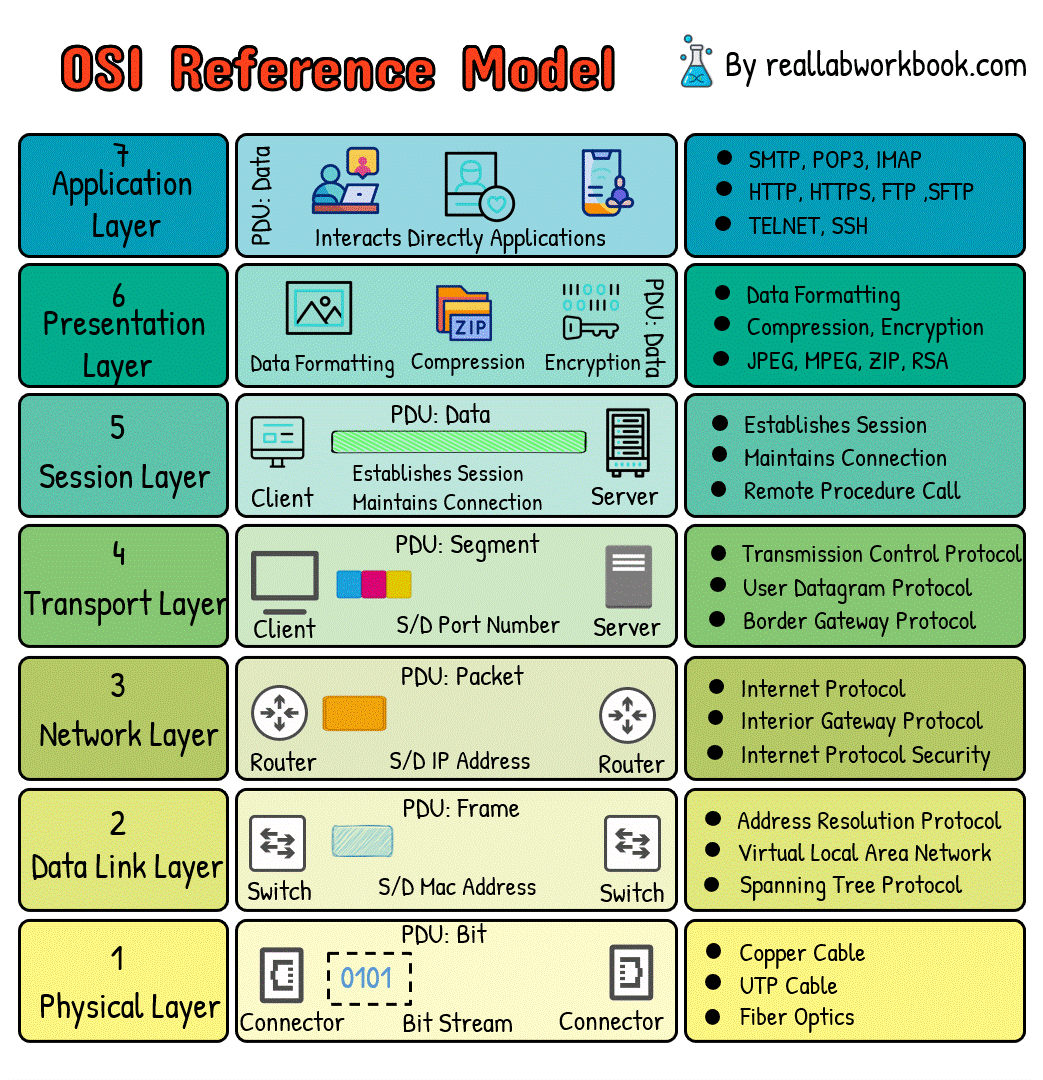 OSI Reference Model
By reallabworkbook.com
7
Application
Layer
PDU: Data
Interacts Directly Applications
SMTP, POP3, IMAP
HTTP, HTTPS, FTP ,SFTP
TELNET, SSH
6
Presentation
Layer
Data Formatting
ZIP
Compression
Encryption
PDU: Data
Data Formatting
Compression, Encryption
JPEG, MPEG, ZIP, RSA
5
Session Layer
PDU: Data
Establishes Session
Maintains Connection
Client
Server
Establishes Session
Maintains Connection
Remote Procedure Call
4
Transport Layer
PDU: Segment
Client
S/D Port Number
Server
Transmission Control Protocol
User Datagram Protocol
Border Gateway Protocol
3
Network Layer
PDU: Packet
Router
S/D IP Address
Router
Internet Protocol
Interior Gateway Protocol
Internet Protocol Security
2
Data Link Layer
PDU: Frame
Switch
S/D Mac Address
Switch
Address Resolution Protocol
Virtual Local Area Network
Spanning Tree Protocol
1
Physical Layer
PDU: Bit
0101
Connector
Bit Stream
Connector
Copper Cable
UTP Cable
Fiber Optics